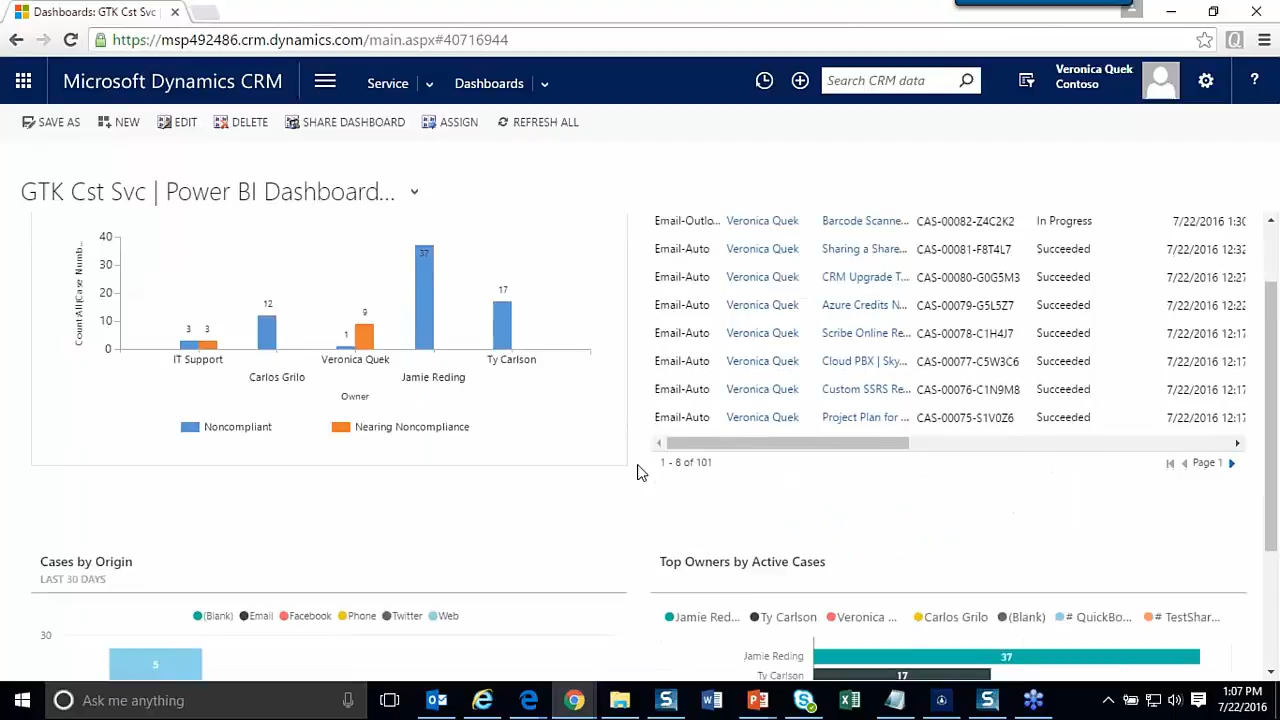 Dashboards: GTK Cst Svc
https://msp492486.crm.dynamics.com/main.aspx#40716944
Microsoft Dynamics CRM Service Dashboards Search CRM data Veronica Quek Contoso ?
SAVE AS NEW EDIT DELETE SHARE DASHBOARD ASSIGN REFRESH ALL
GTK Cst Svc | Power BI Dashboard...
Count:All(Case Numb...
40
30
20
10
0
3 3 12 1 9 37 17
IT Support Veronica Quek Ty Carlson
Carlos Grilo Jamie Reding
Owner
Noncompliant Nearing Noncompliance
Email-Outlo... Veronica Quek Barcode Scanne... CAS-00082-Z4C2K2 In Progress 7/22/2016 1:30
Email-Auto Veronica Quek Sharing a Share... CAS-00081-F8T4L7 Succeeded 7/22/2016 12:32
Email-Auto Veronica Quek CRM Upgrade T... CAS-00080-G0G5M3 Succeeded 7/22/2016 12:27
Email-Auto Veronica Quek Azure Credits N... CAS-00079-G5L5Z7 Succeeded 7/22/2016 12:22
Email-Auto Veronica Quek Scribe Online Re... CAS-00078-C1H4J7 Succeeded 7/22/2016 12:17
Email-Auto Veronica Quek Cloud PBX | Sky... CAS-00077-C5W3C6 Succeeded 7/22/2016 12:17
Email-Auto Veronica Quek Custom SSRS Re... CAS-00076-C1N9M8 Succeeded 7/22/2016 12:17
Email-Auto Veronica Quek Project Plan for ... CAS-00075-S1V0Z6 Succeeded 7/22/2016 12:17
1 - 8 of 101 Page 1
Cases by Origin
LAST 30 DAYS
(Blank) Email Facebook Phone Twitter Web
30
5
Top Owners by Active Cases
Jamie Red... Ty Carlson Veronica ... Carlos Grilo (Blank) # QuickBo... # TestShar...
Jamie Reding 37
Ty Carlson 17
Ask me anything
1:07 PM
7/22/2016